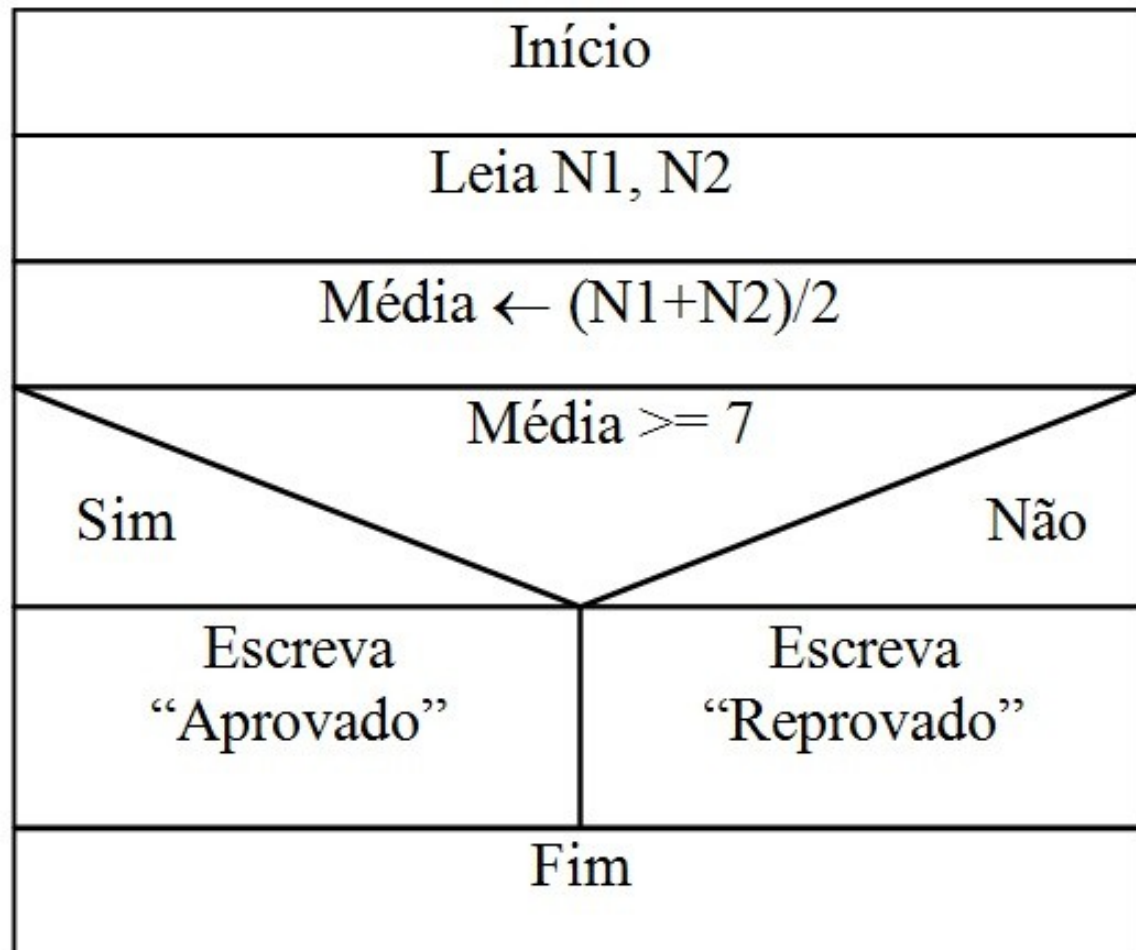 Início
Leia N1, N2
Média ← (N1+N2)/2
Média >= 7
Sim
Não
Escreva
“Aprovado”
Escreva
“Reprovado”
Fim